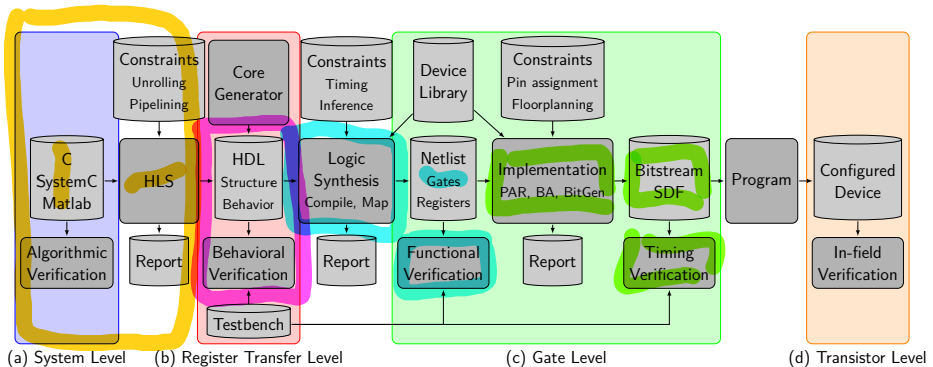 Constraints
Unrolling
Pipelining
Core
Generator
Constraints
Timing
Inference
Device
Library
Constraints
Pin assignment
Floorplanning
C
SystemC
Matlab
HLS
HDL
Structure
Behavior
Logic
Synthesis
Compile, Map
Netlist
Gates
Registers
Implementation
PAR, BA, BitGen
Bitstream
SDF
Program
Configured
Device
Algorithmic
Verification
Report
Behavioral
Verification
Report
Functional
Verification
Report
Timing
Verification
In-field
Verification
Testbench
(a) System Level
(b) Register Transfer Level
(c) Gate Level
(d) Transistor Level